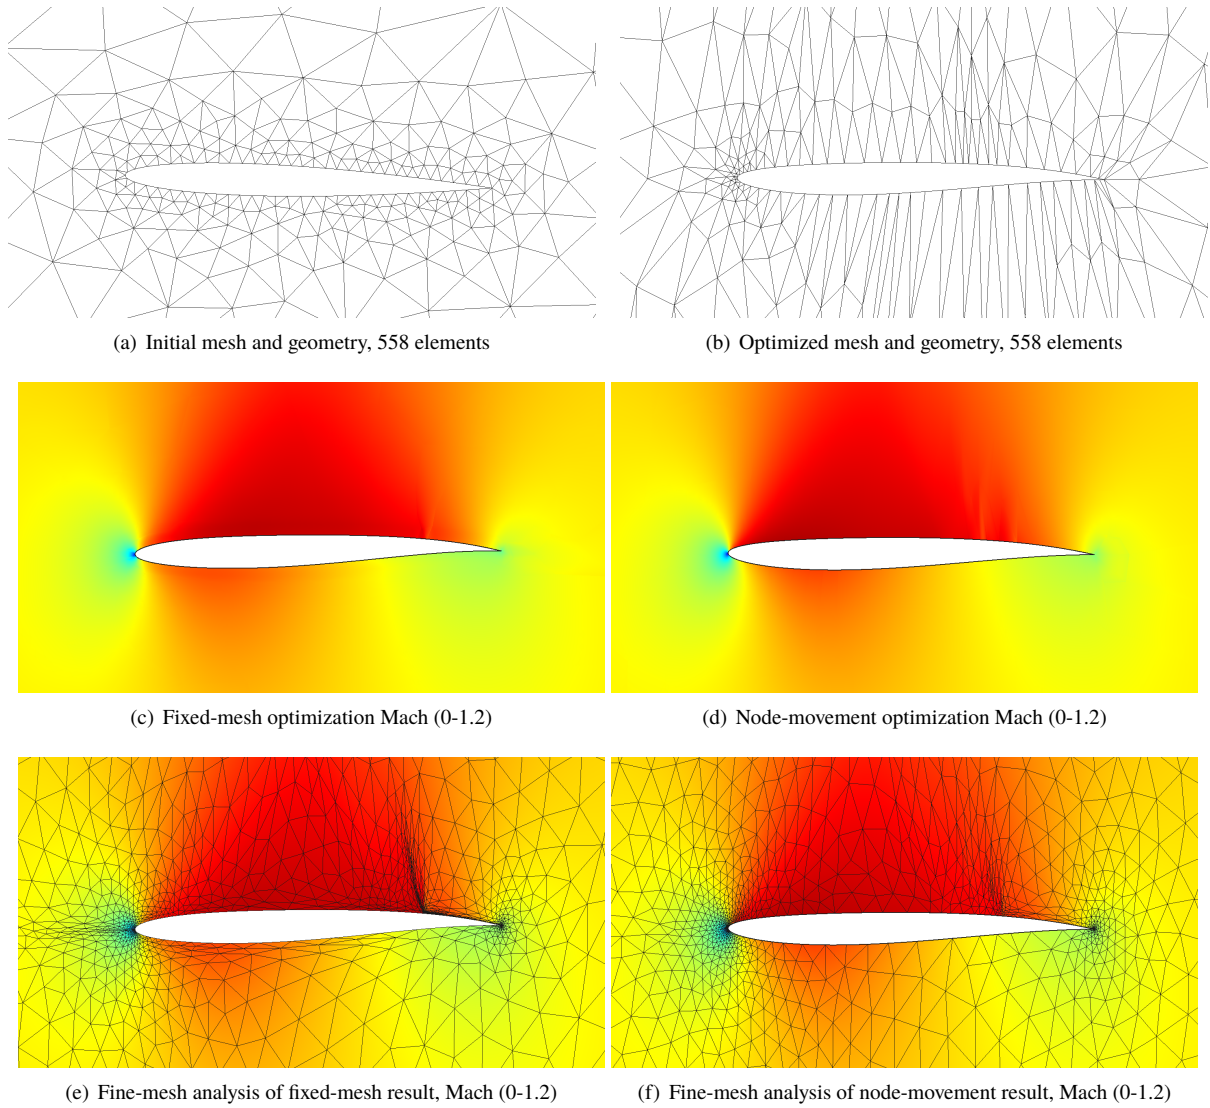 (a) Initial mesh and geometry, 558 elements
(b) Optimized mesh and geometry, 558 elements
(c) Fixed-mesh optimization Mach (0-1.2)
(d) Node-movement optimization Mach (0-1.2)
(e) Fine-mesh analysis of fixed-mesh result, Mach (0-1.2)
(f) Fine-mesh analysis of node-movement result, Mach (0-1.2)